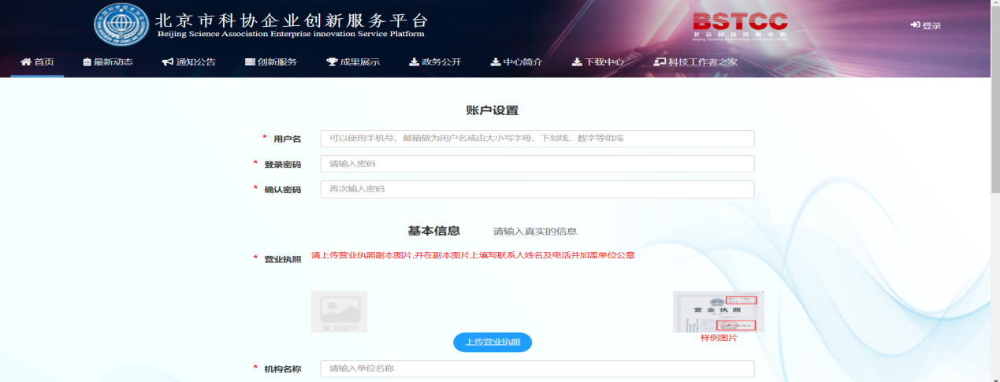 北京市科协企业创新服务平台
Beijing Science Association Enterprise innovation Service Platform
BSTCC
北京科技咨询中心
Beijing Science &Technology Consulting Center
登录
首页 最新动态 通知公告 创新服务 成果展示 政务公开 中心简介 下载中心 科技工作者之家
账户设置
* 用户名 可以使用手机号、邮箱做为用户名或由大小写字母、下划线、数字等组成
* 登录密码 请输入密码
* 确认密码 再次输入密码
基本信息 请输入真实的信息
* 营业执照 请上传营业执照副本图片,并在副本图片上填写联系人姓名及电话并加盖单位公章
暂无图片
营业执照
样例图片
上传营业执照
* 机构名称 请输入单位名称